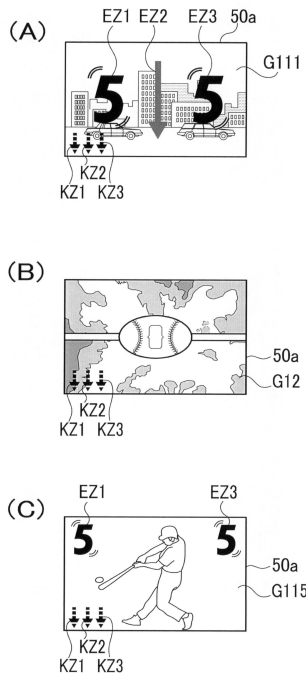 (A)
EZ1 EZ2 EZ3 50a
G111
5 5
KZ1 KZ2 KZ3
(B)
50a
G12
KZ1 KZ2 KZ3
(C)
EZ1 EZ3
5 5
50a
G115
KZ1 KZ2 KZ3